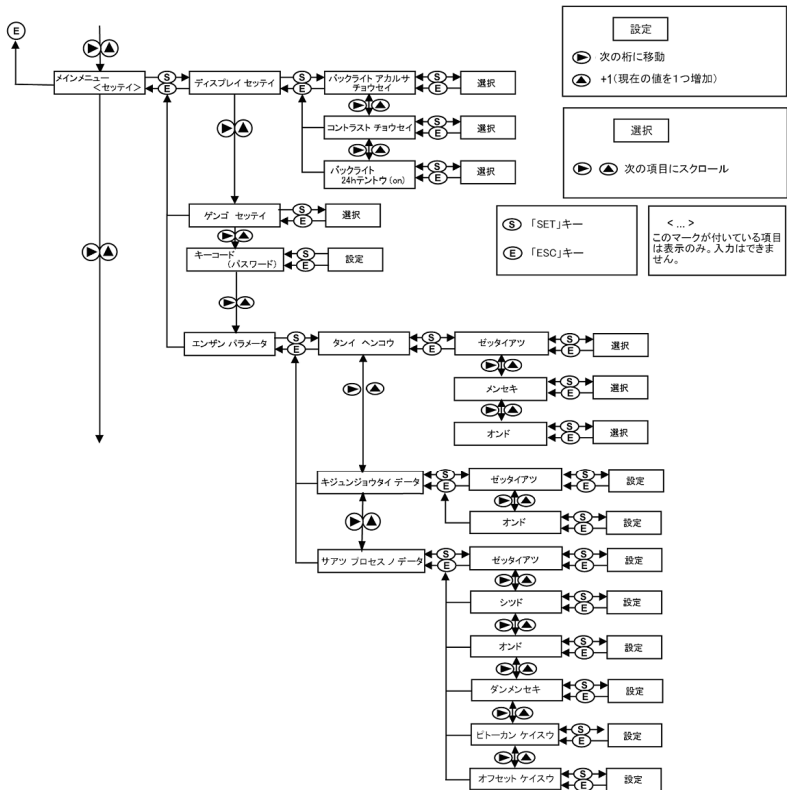 E
設定
次の桁に移動
+1(現在の値を1つ増加)
選択
次の項目にスクロール
S 「SET」キー
E 「ESC」キー
< ... >
このマークが付いている項目
は表示のみ。入力はできま
せん。
メインメニュー
<セッテイ>
S
E
ディスプレイ セッテイ
S
E
バックライト アカルサ
チョウセイ
S
E
選択
コントラスト チョウセイ
S
E
選択
バックライト
24hテントウ(on)
S
E
選択
ゲンゴ セッテイ
S
E
選択
キーコード
(パスワード)
S
E
設定
エンザン パラメータ
S
E
タンイ ヘンコウ
S
E
ゼッタイアツ
S
E
選択
メンセキ
S
E
選択
オンド
S
E
選択
キジュンジョウタイ データ
S
E
ゼッタイアツ
S
E
設定
オンド
S
E
設定
サアツ プロセス ノ データ
S
E
ゼッタイアツ
S
E
設定
シツド
S
E
設定
オンド
S
E
設定
ダンメンセキ
S
E
設定
ピトーカン ケイスウ
S
E
設定
オフセット ケイスウ
S
E
設定